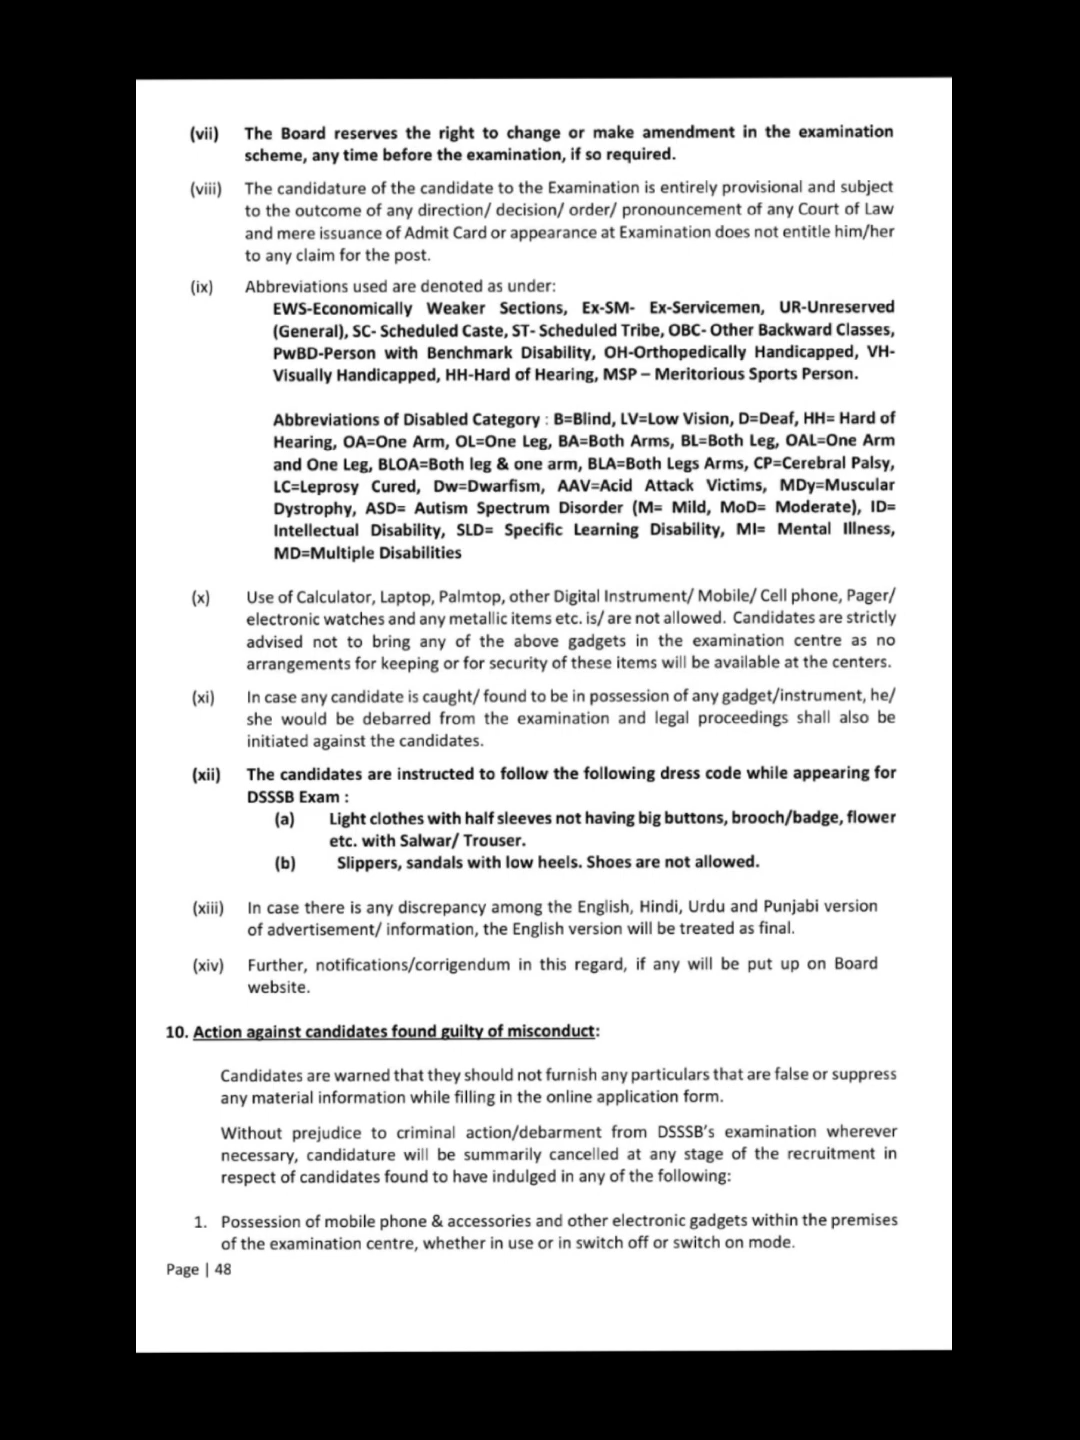 (vii) The Board reserves the right to change or make amendment in the examination
scheme, any time before the examination, if so required.
(viii) The candidature of the candidate to the Examination is entirely provisional and subject
to the outcome of any direction/ decision/ order/ pronouncement of any Court of Law
and mere issuance of Admit Card or appearance at Examination does not entitle him/her
to any claim for the post.
(ix) Abbreviations used are denoted as under:
EWS-Economically Weaker Sections, Ex-SM- Ex-Servicemen, UR-Unreserved
(General), SC- Scheduled Caste, ST- Scheduled Tribe, OBC- Other Backward Classes,
PwBD-Person with Benchmark Disability, OH-Orthopedically Handicapped, VH-
Visually Handicapped, HH-Hard of Hearing, MSP – Meritorious Sports Person.
Abbreviations of Disabled Category : B=Blind, LV=Low Vision, D=Deaf, HH= Hard of
Hearing, OA=One Arm, OL=One Leg, BA=Both Arms, BL=Both Leg, OAL=One Arm
and One Leg, BLOA=Both leg & one arm, BLA=Both Legs Arms, CP=Cerebral Palsy,
LC=Leprosy Cured, Dw=Dwarfism, AAV=Acid Attack Victims, MDy=Muscular
Dystrophy, ASD= Autism Spectrum Disorder (M= Mild, MoD= Moderate), ID=
Intellectual Disability, SLD= Specific Learning Disability, MI= Mental Illness,
MD=Multiple Disabilities
(x) Use of Calculator, Laptop, Palmtop, other Digital Instrument/ Mobile/ Cell phone, Pager/
electronic watches and any metallic items etc. is/ are not allowed. Candidates are strictly
advised not to bring any of the above gadgets in the examination centre as no
arrangements for keeping or for security of these items will be available at the centers.
(xi) In case any candidate is caught/ found to be in possession of any gadget/instrument, he/
she would be debarred from the examination and legal proceedings shall also be
initiated against the candidates.
(xii) The candidates are instructed to follow the following dress code while appearing for
DSSSB Exam :
(a) Light clothes with half sleeves not having big buttons, brooch/badge, flower
etc. with Salwar/ Trouser.
(b) Slippers, sandals with low heels. Shoes are not allowed.
(xiii) In case there is any discrepancy among the English, Hindi, Urdu and Punjabi version
of advertisement/ information, the English version will be treated as final.
(xiv) Further, notifications/corrigendum in this regard, if any will be put up on Board
website.
10. Action against candidates found guilty of misconduct:
Candidates are warned that they should not furnish any particulars that are false or suppress
any material information while filling in the online application form.
Without prejudice to criminal action/debarment from DSSSB's examination wherever
necessary, candidature will be summarily cancelled at any stage of the recruitment in
respect of candidates found to have indulged in any of the following:
1. Possession of mobile phone & accessories and other electronic gadgets within the premises
of the examination centre, whether in use or in switch off or switch on mode.
Page | 48